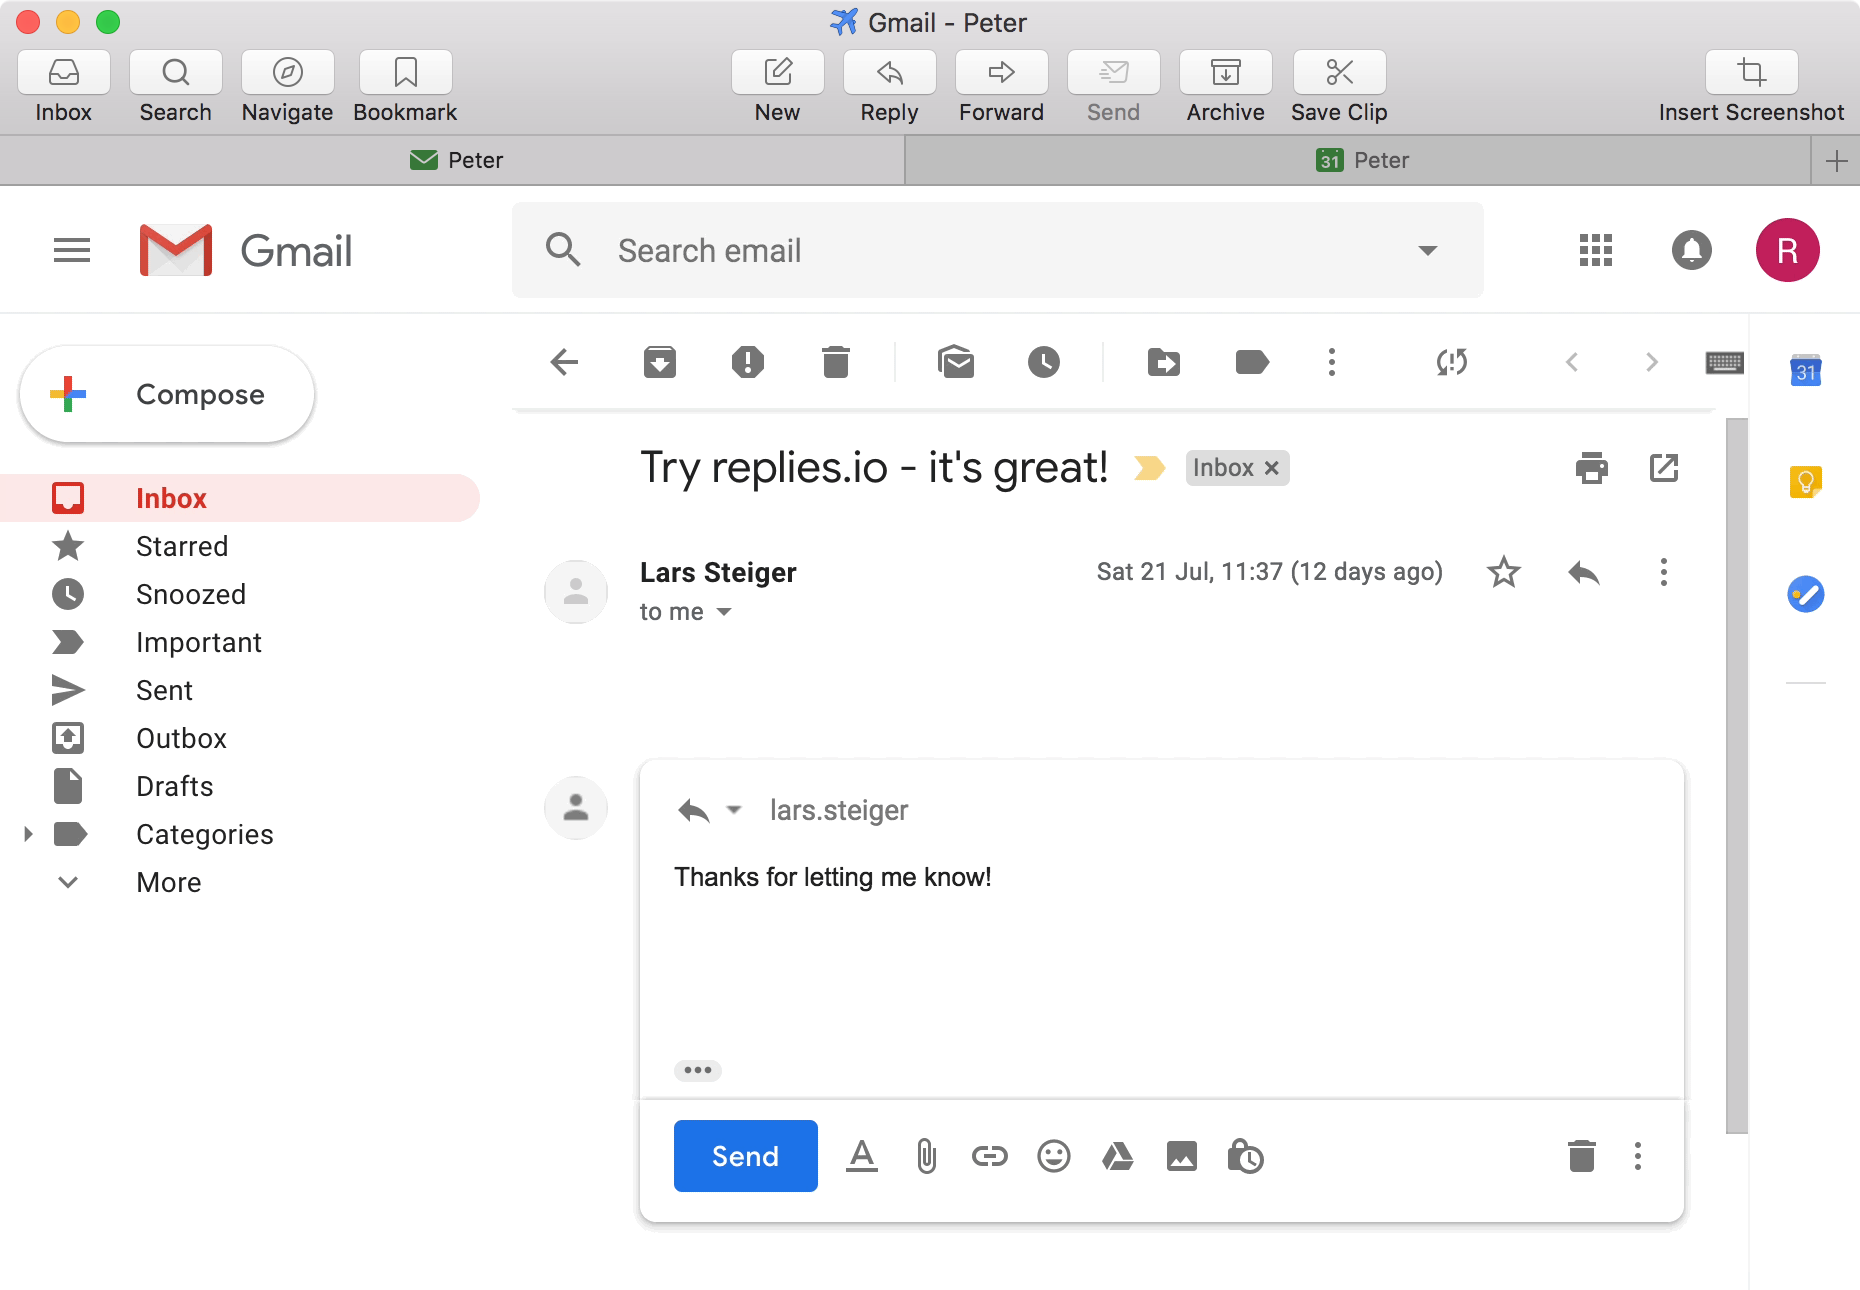 Gmail - Peter
Inbox
Search
Navigate
Bookmark
New
Reply
Forward
Send
Archive
Save Clip
Insert Screenshot
Peter
31
Peter
Gmail
Search email
R
Compose
31
Try replies.io - it's great!
Inbox
Inbox
Starred
Lars Steiger
Sat 21 Jul, 11:37 (12 days ago)
to me
Snoozed
Important
Sent
Outbox
Drafts
Categories
More
lars.steiger
Thanks for letting me know!
Send
A